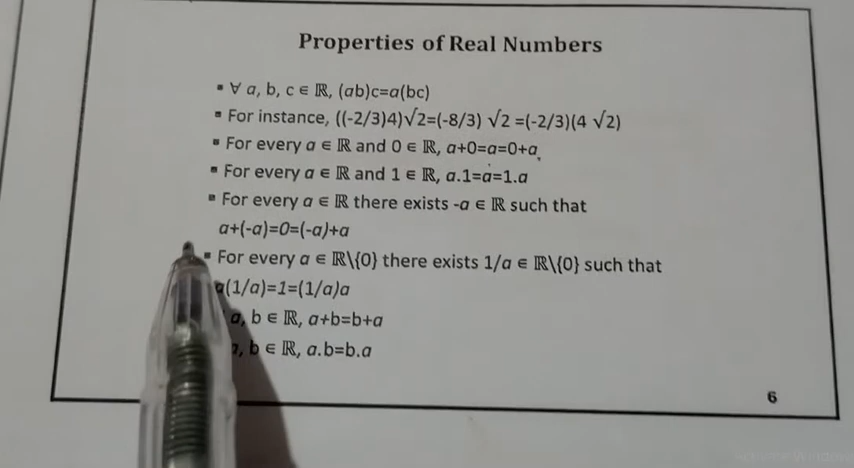 Properties of Real Numbers
▪ ∀ a, b, c ∈ ℝ, (ab)c=a(bc)
▪ For instance, ((-2/3)4)√2=(-8/3) √2 =(-2/3)(4 √2)
▪ For every a ∈ ℝ and 0 ∈ ℝ, a+0=a=0+a
▪ For every a ∈ ℝ and 1 ∈ ℝ, a.1=a=1.a
▪ For every a ∈ ℝ there exists -a ∈ ℝ such that
a+(-a)=0=(-a)+a
▪ For every a ∈ ℝ\{0} there exists 1/a ∈ ℝ\{0} such that
a(1/a)=1=(1/a)a
a, b ∈ ℝ, a+b=b+a
, b ∈ ℝ, a.b=b.a
6